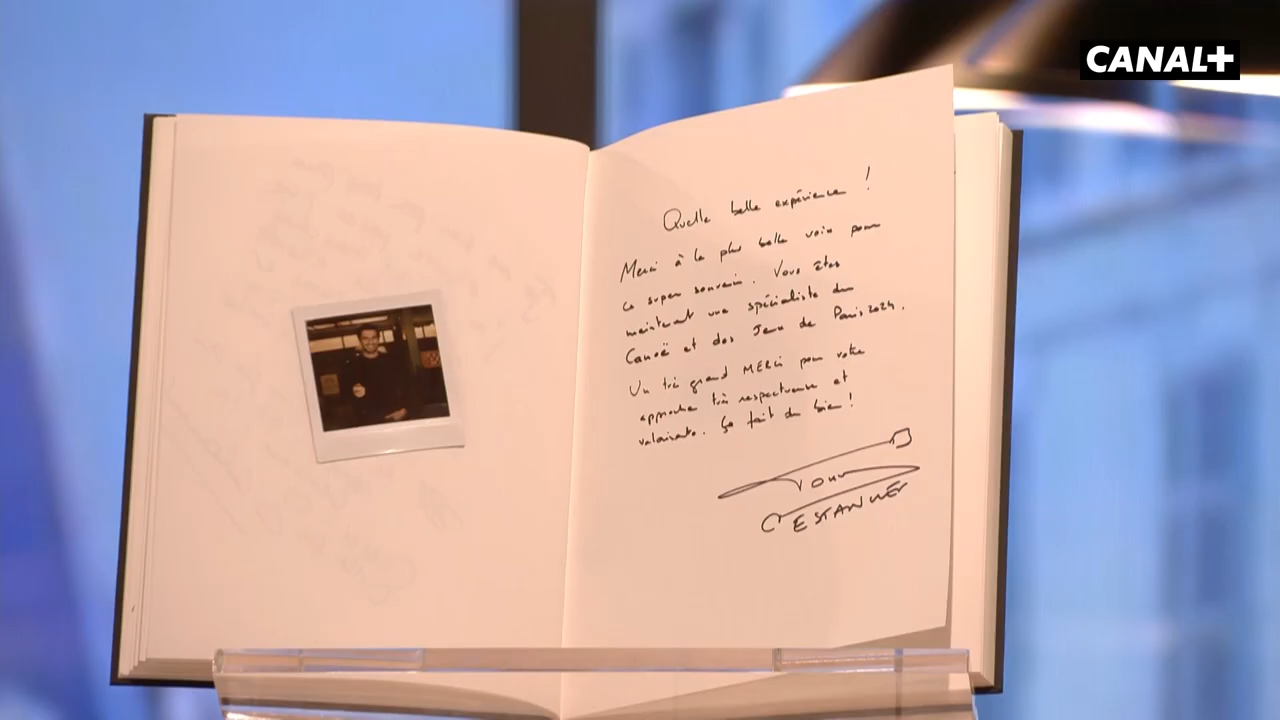 CANAL+
Quelle belle expérience !
Merci à la plus belle voix pour
ce super souvenir. Vous êtes
maintenant une spécialiste du
Canoë et des Jeux de Paris 2024.
Un très grand MERCI pour votre
approche très respectueuse et
valorisante. Ça fait du bien !
TONY
ESTANGUET